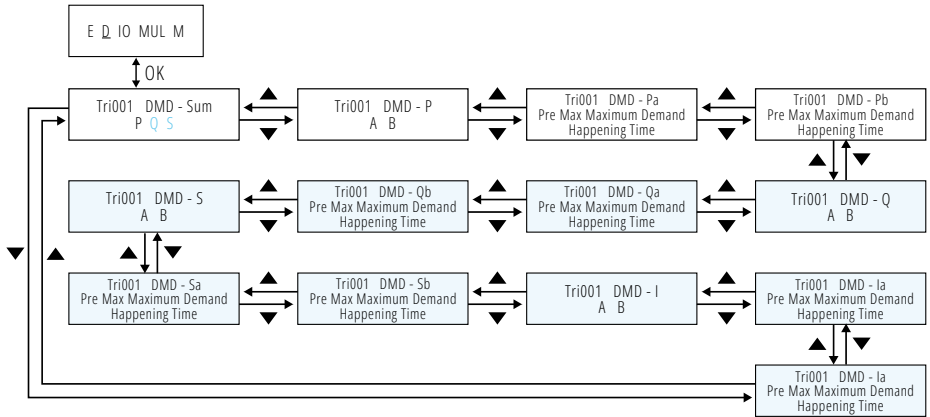 E D IO MUL M
OK
Tri001 DMD - Sum
P Q S
Tri001 DMD - P
A B
Tri001 DMD - Pa
Pre Max Maximum Demand
Happening Time
Tri001 DMD - Pb
Pre Max Maximum Demand
Happening Time
Tri001 DMD - S
A B
Tri001 DMD - Qb
Pre Max Maximum Demand
Happening Time
Tri001 DMD - Qa
Pre Max Maximum Demand
Happening Time
Tri001 DMD - Q
A B
Tri001 DMD - Sa
Pre Max Maximum Demand
Happening Time
Tri001 DMD - Sb
Pre Max Maximum Demand
Happening Time
Tri001 DMD - I
A B
Tri001 DMD - Ia
Pre Max Maximum Demand
Happening Time
Tri001 DMD - Ia
Pre Max Maximum Demand
Happening Time